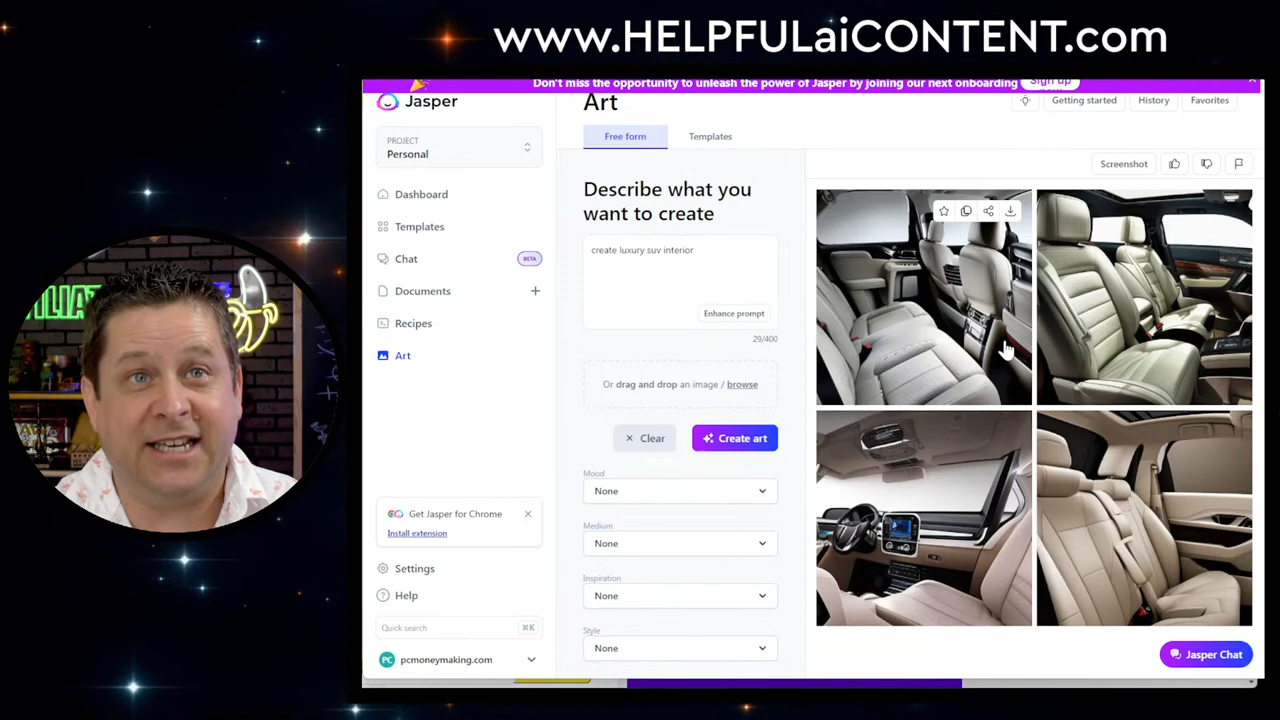 www.HELPFULaiCONTENT.com
Don't miss the opportunity to unleash the power of Jasper by joining our next onboarding
Sign up
Jasper
Art
Getting started
History
Favorites
PROJECT
Personal
Free form
Templates
Screenshot
Dashboard
Templates
Chat
BETA
Documents
Recipes
Art
Describe what you
want to create
create luxury suv interior
Enhance prompt
29/400
Or drag and drop an image / browse
Clear
Create art
Mood
None
Medium
None
Inspiration
None
Style
None
Get Jasper for Chrome
Install extension
Settings
Help
Quick search
⌘K
PC
pcmoneymaking.com
Jasper Chat